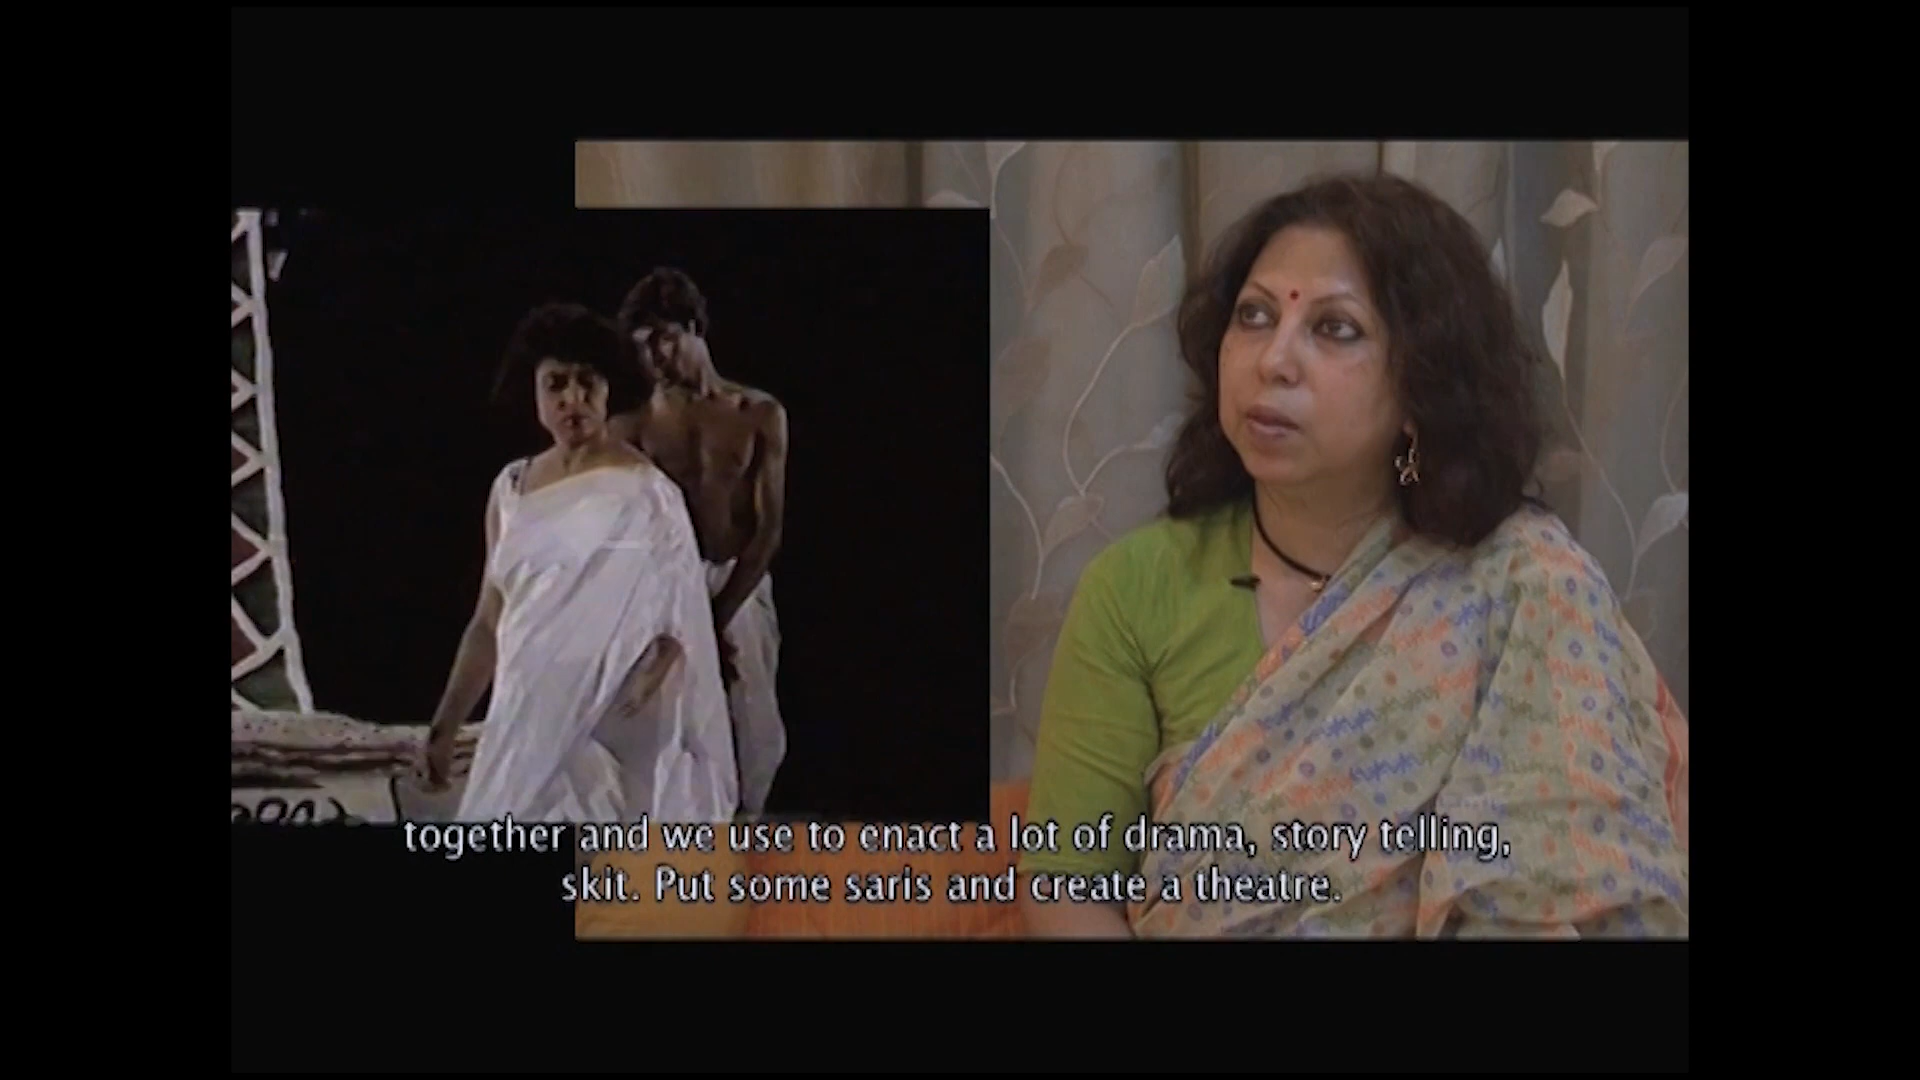 together and we use to enact a lot of drama, story telling,
skit. Put some saris and create a theatre.